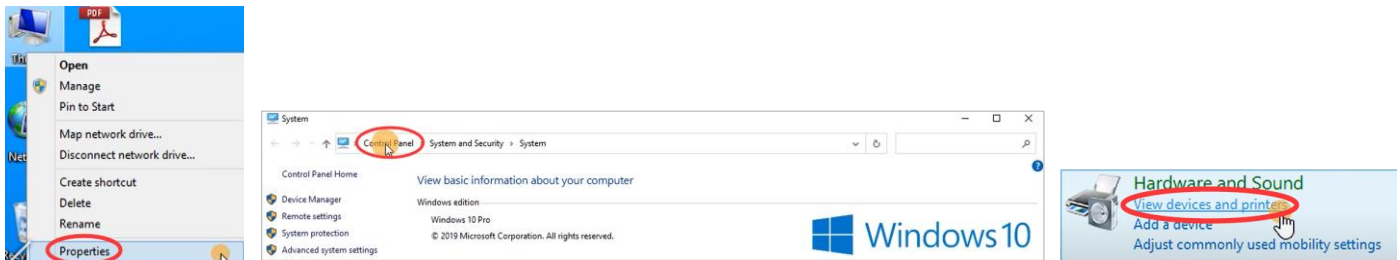 PDF
Open
Manage
Pin to Start
Map network drive...
Disconnect network drive...
Create shortcut
Delete
Rename
Properties
System
Control Panel › System and Security › System
Control Panel Home
View basic information about your computer
Device Manager
Windows edition
Remote settings
Windows 10 Pro
System protection
© 2019 Microsoft Corporation. All rights reserved.
Advanced system settings
Windows 10
Hardware and Sound
View devices and printers
Add a device
Adjust commonly used mobility settings